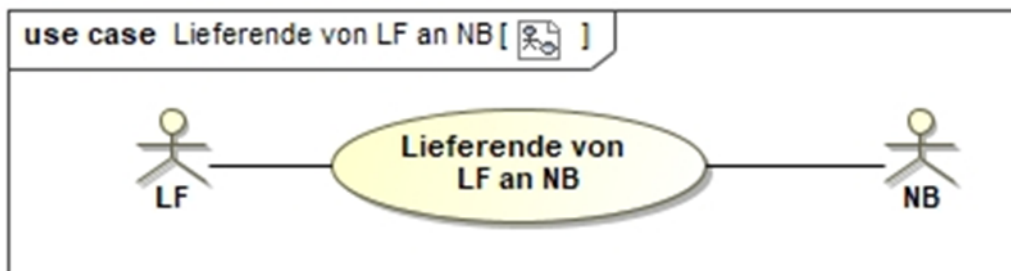 use case Lieferende von LF an NB [ ]
Lieferende von
LF an NB
LF
NB